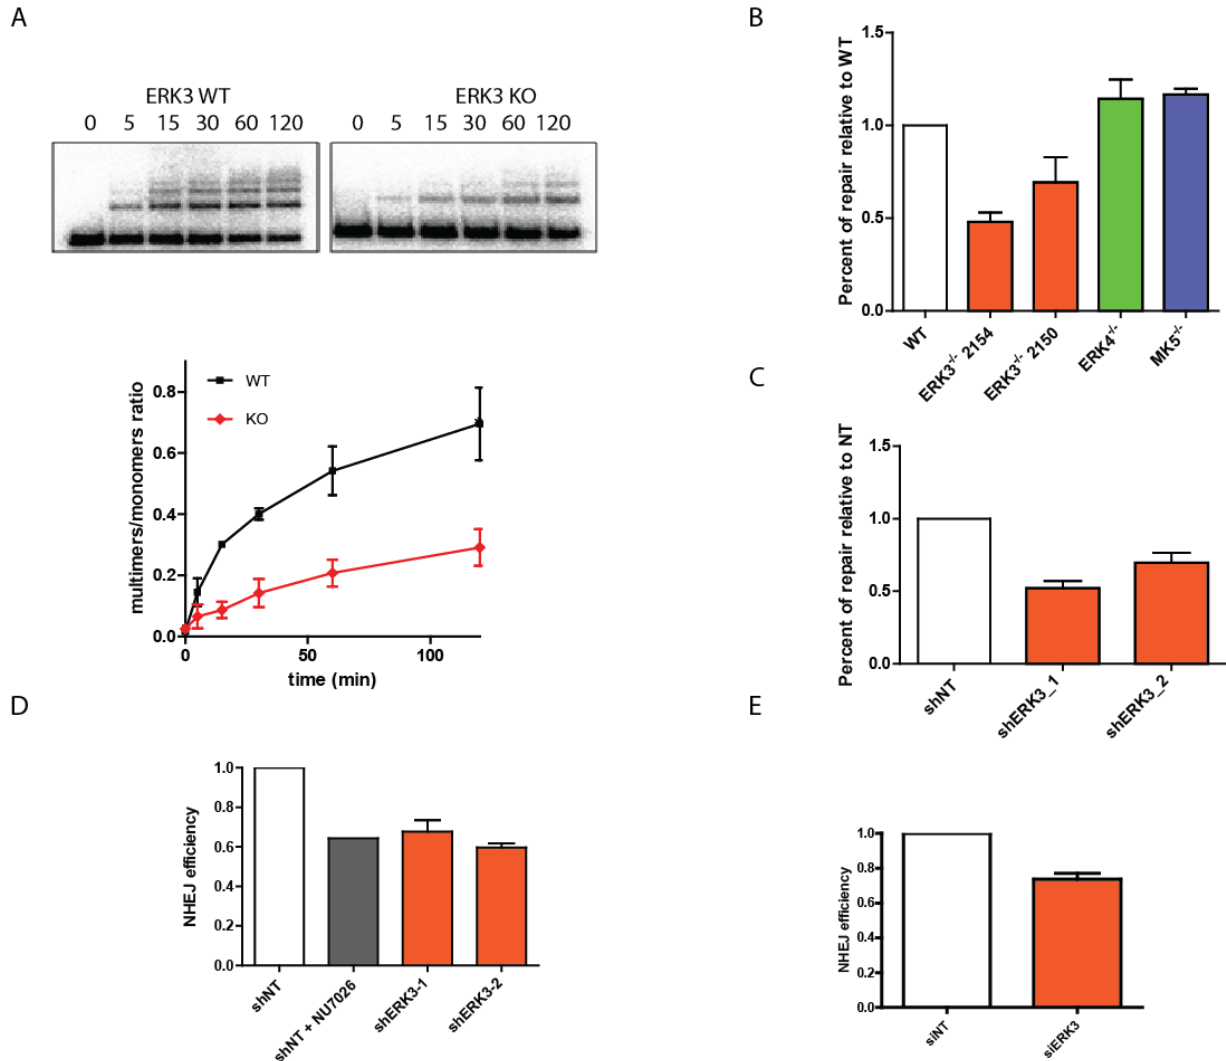 A
ERK3 WT
0 5 15 30 60 120
ERK3 KO
0 5 15 30 60 120
multimers/monomers ratio
0.8
0.6
0.4
0.2
0.0
WT
KO
0 50 100
time (min)
B
Percent of repair relative to WT
1.5
1.0
0.5
0.0
WT
ERK3-/- 2154
ERK3-/- 2150
ERK4-/-
MK5-/-
C
Percent of repair relative to NT
1.5
1.0
0.5
0.0
shNT
shERK3_1
shERK3_2
D
NHEJ efficiency
1.0
0.8
0.6
0.4
0.2
0.0
shNT
shNT + NU7026
shERK3-1
shERK3-2
E
NHEJ efficiency
1.0
0.8
0.6
0.4
0.2
0.0
siNT
siERK3